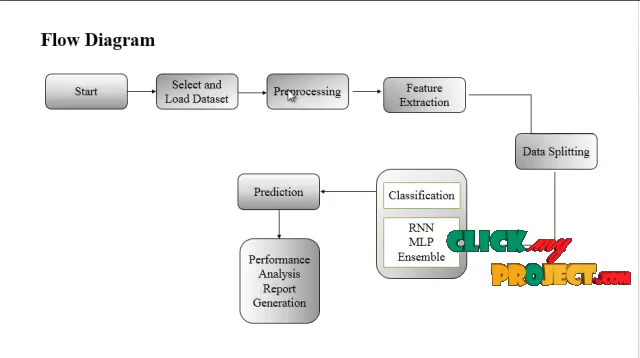 Flow Diagram
Start
Select and
Load Dataset
Preprocessing
Feature
Extraction
Data Splitting
Classification
RNN
MLP
Ensemble
Prediction
Performance
Analysis
Report
Generation
CLICK my
PROJECT.COM